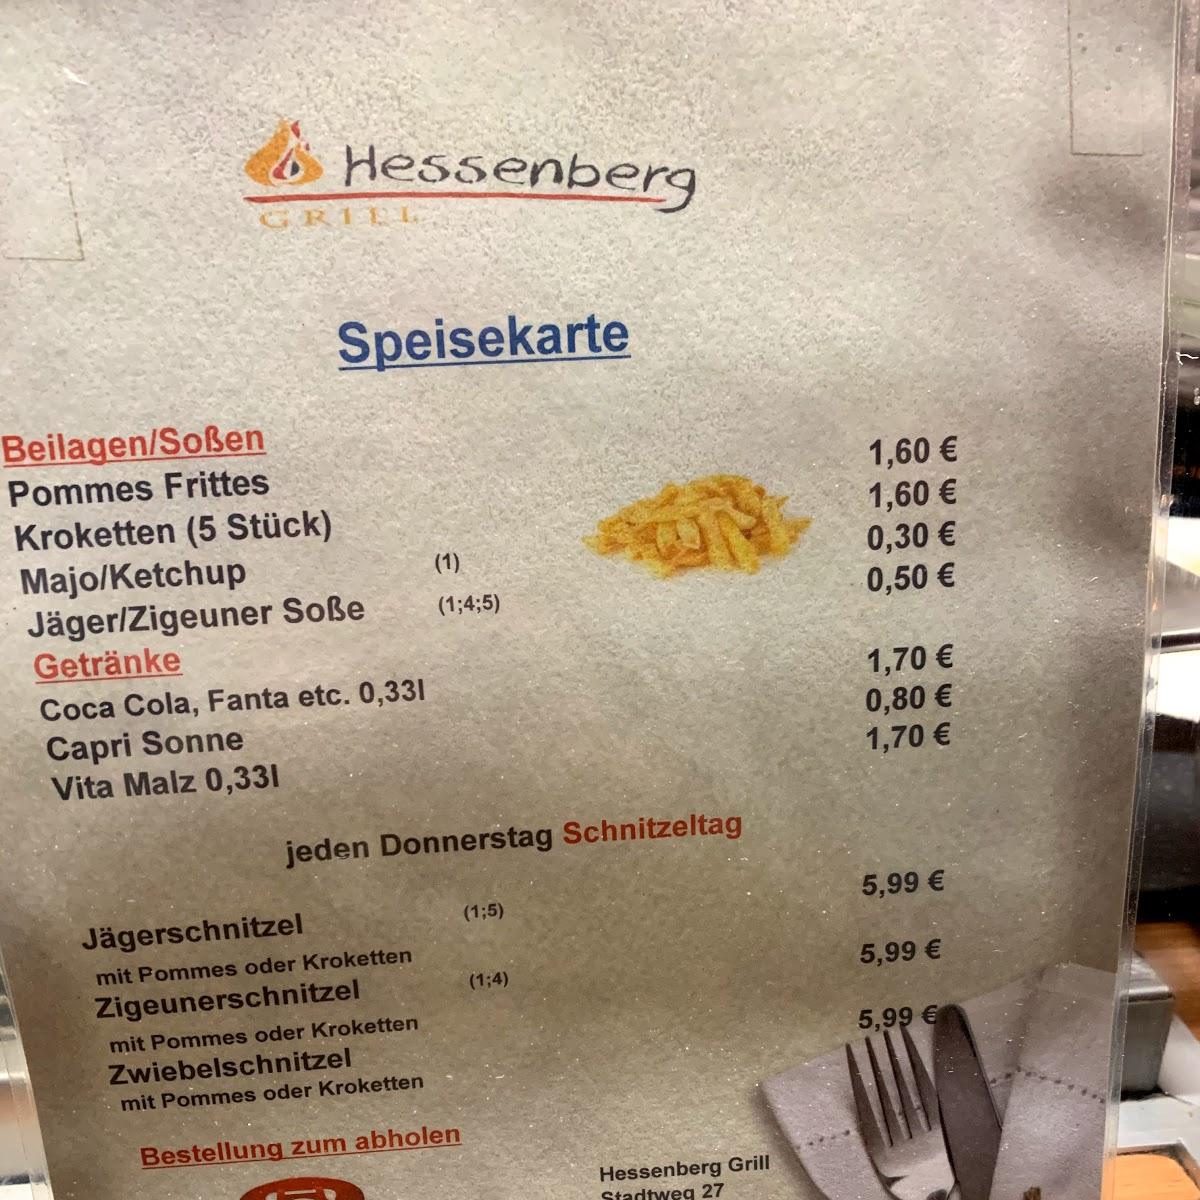 Hessenberg
GRILL
Speisekarte
Beilagen/Soßen
Pommes Frittes 1,60 €
Kroketten (5 Stück) 1,60 €
Majo/Ketchup (1) 0,30 €
Jäger/Zigeuner Soße (1;4;5) 0,50 €
Getränke
Coca Cola, Fanta etc. 0,33l 1,70 €
Capri Sonne 0,80 €
Vita Malz 0,33l 1,70 €
jeden Donnerstag Schnitzeltag
Jägerschnitzel (1;5) 5,99 €
mit Pommes oder Kroketten
Zigeunerschnitzel (1;4) 5,99 €
mit Pommes oder Kroketten
Zwiebelschnitzel 5,99 €
mit Pommes oder Kroketten
Bestellung zum abholen
Hessenberg Grill
Stadtweg 27